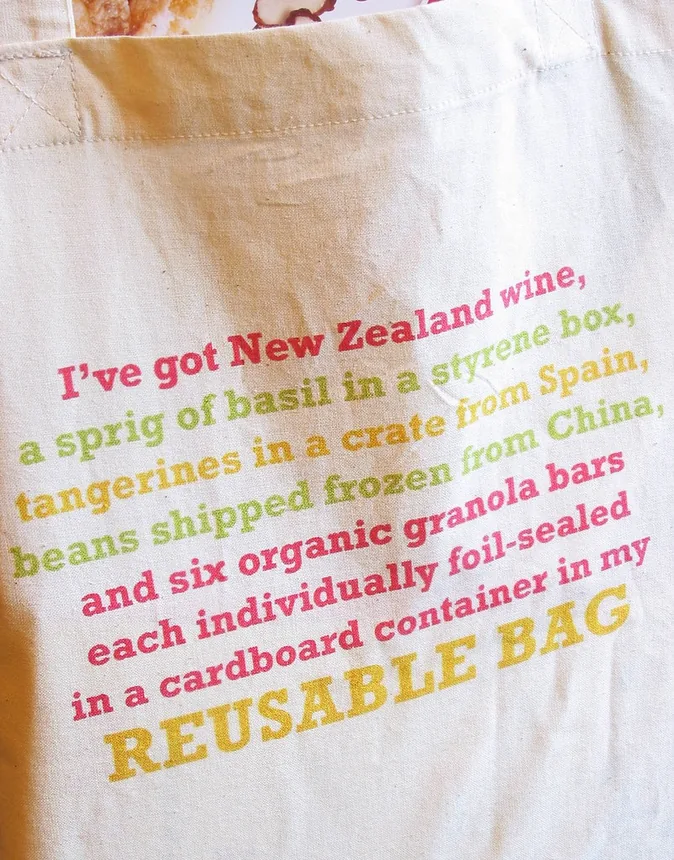 I've got New Zealand wine,
a sprig of basil in a styrene box,
tangerines in a crate from Spain,
beans shipped frozen from China,
and six organic granola bars
each individually foil-sealed
in a cardboard container in my
REUSABLE BAG